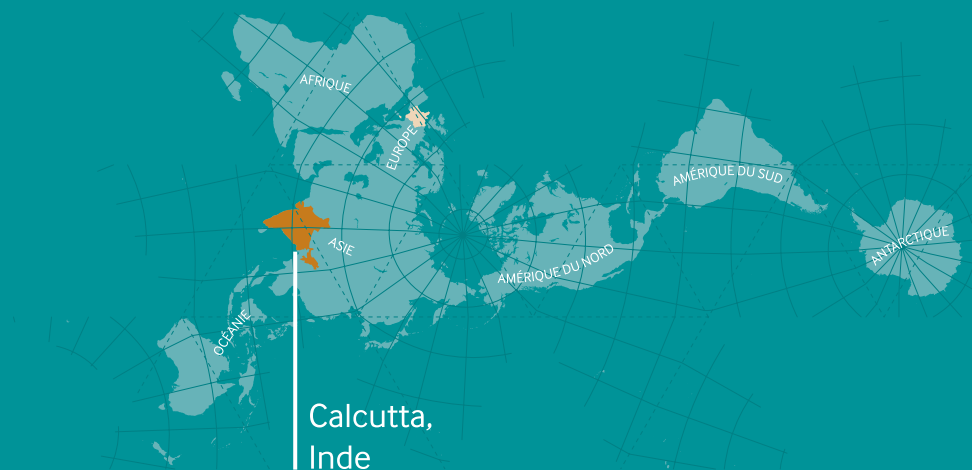 AFRIQUE
EUROPE
AMÉRIQUE DU SUD
ASIE
ANTARCTIQUE
AMÉRIQUE DU NORD
OCÉANIE
Calcutta,
Inde